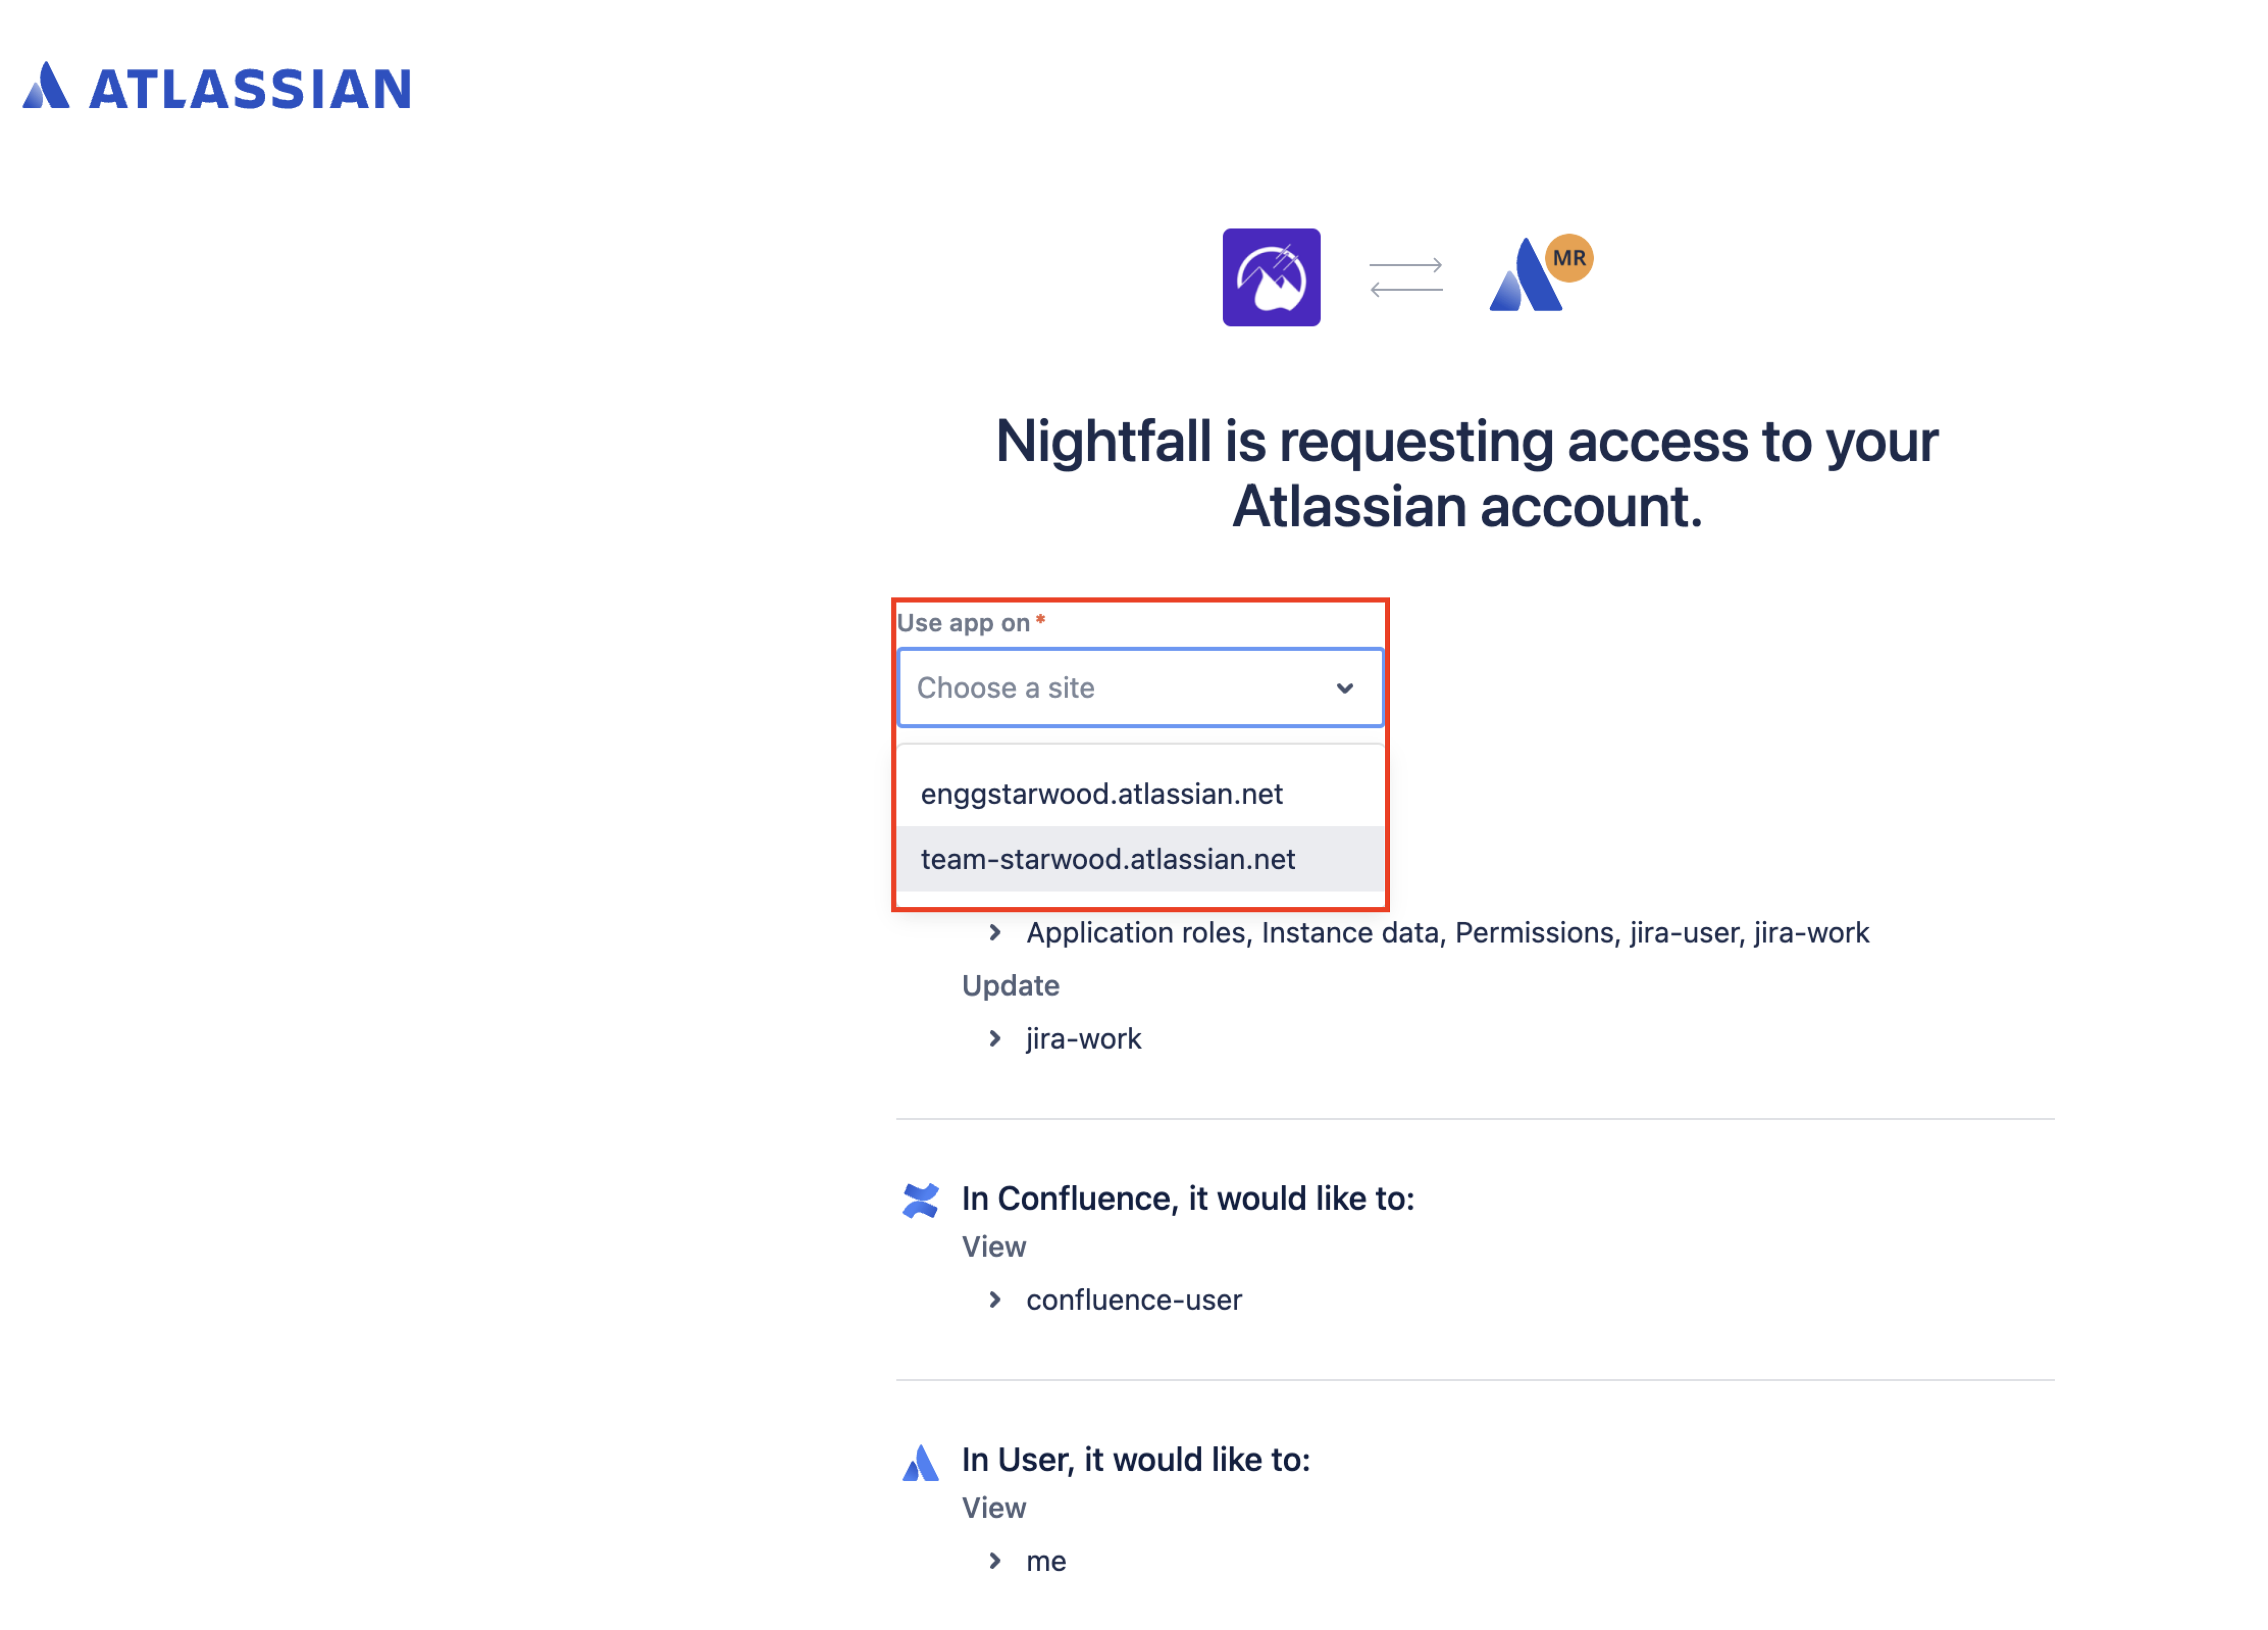 ATLASSIAN
MR
Nightfall is requesting access to your
Atlassian account.
Use app on *
Choose a site
enggstarwood.atlassian.net
team-starwood.atlassian.net
Application roles, Instance data, Permissions, jira-user, jira-work
Update
jira-work
In Confluence, it would like to:
View
confluence-user
In User, it would like to:
View
me